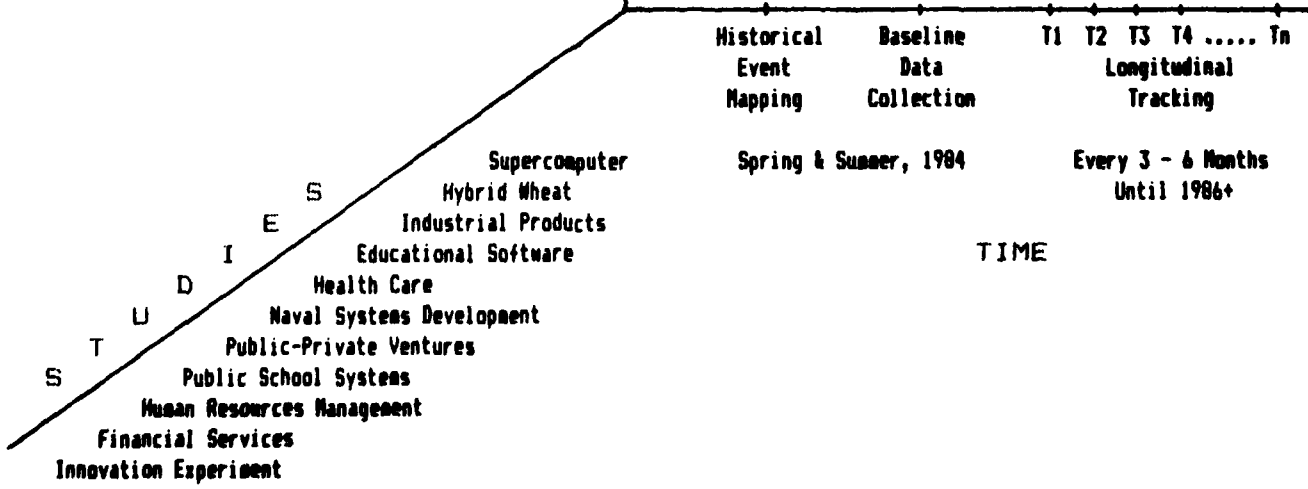 Historical Baseline T1 T2 T3 T4 ..... Tn
Event Data Longitudinal
Mapping Collection Tracking
Supercomputer Spring & Summer, 1984 Every 3 - 6 Months
Hybrid Wheat Until 1986+
Industrial Products
Educational Software
TIME
Health Care
Naval Systems Development
Public-Private Ventures
Public School Systems
Human Resources Management
Financial Services
Innovation Experiment
STUDIES